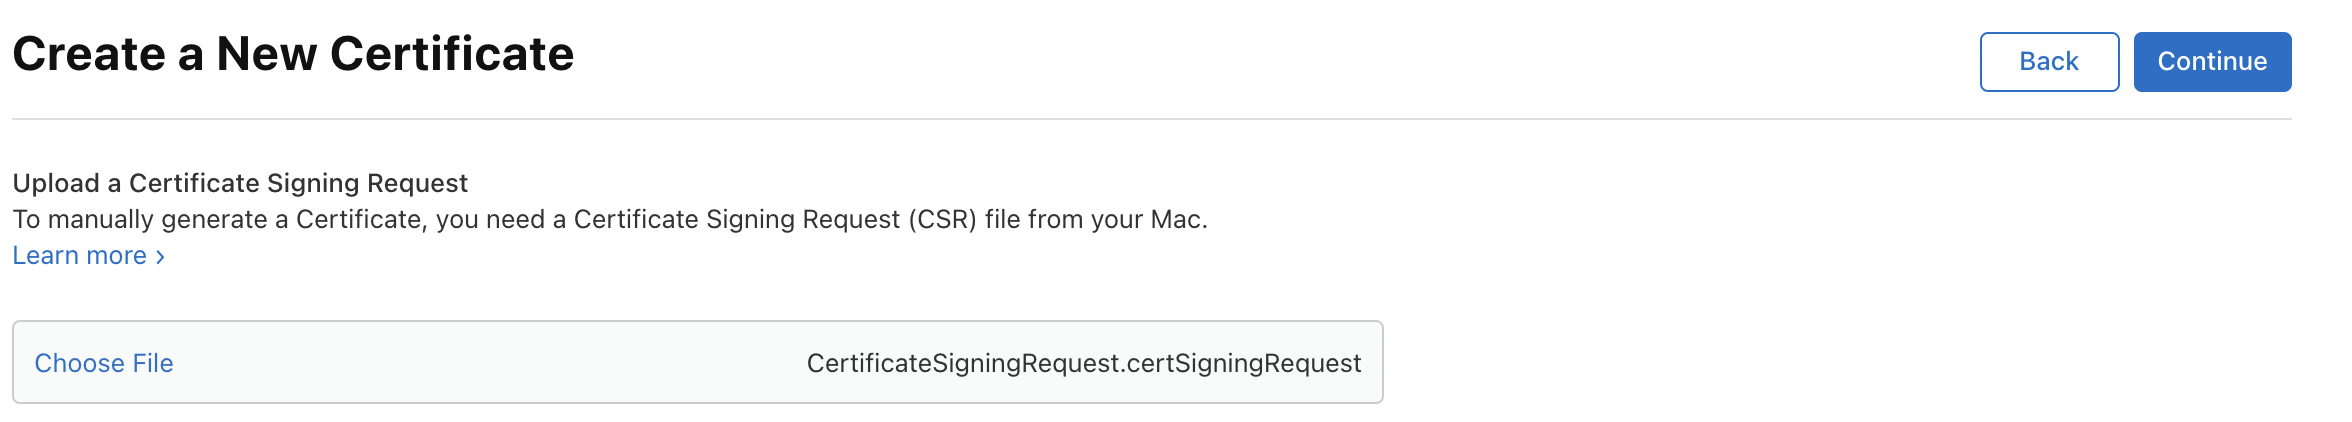 Create a New Certificate
Back
Continue
Upload a Certificate Signing Request
To manually generate a Certificate, you need a Certificate Signing Request (CSR) file from your Mac.
Learn more ›
Choose File
CertificateSigningRequest.certSigningRequest